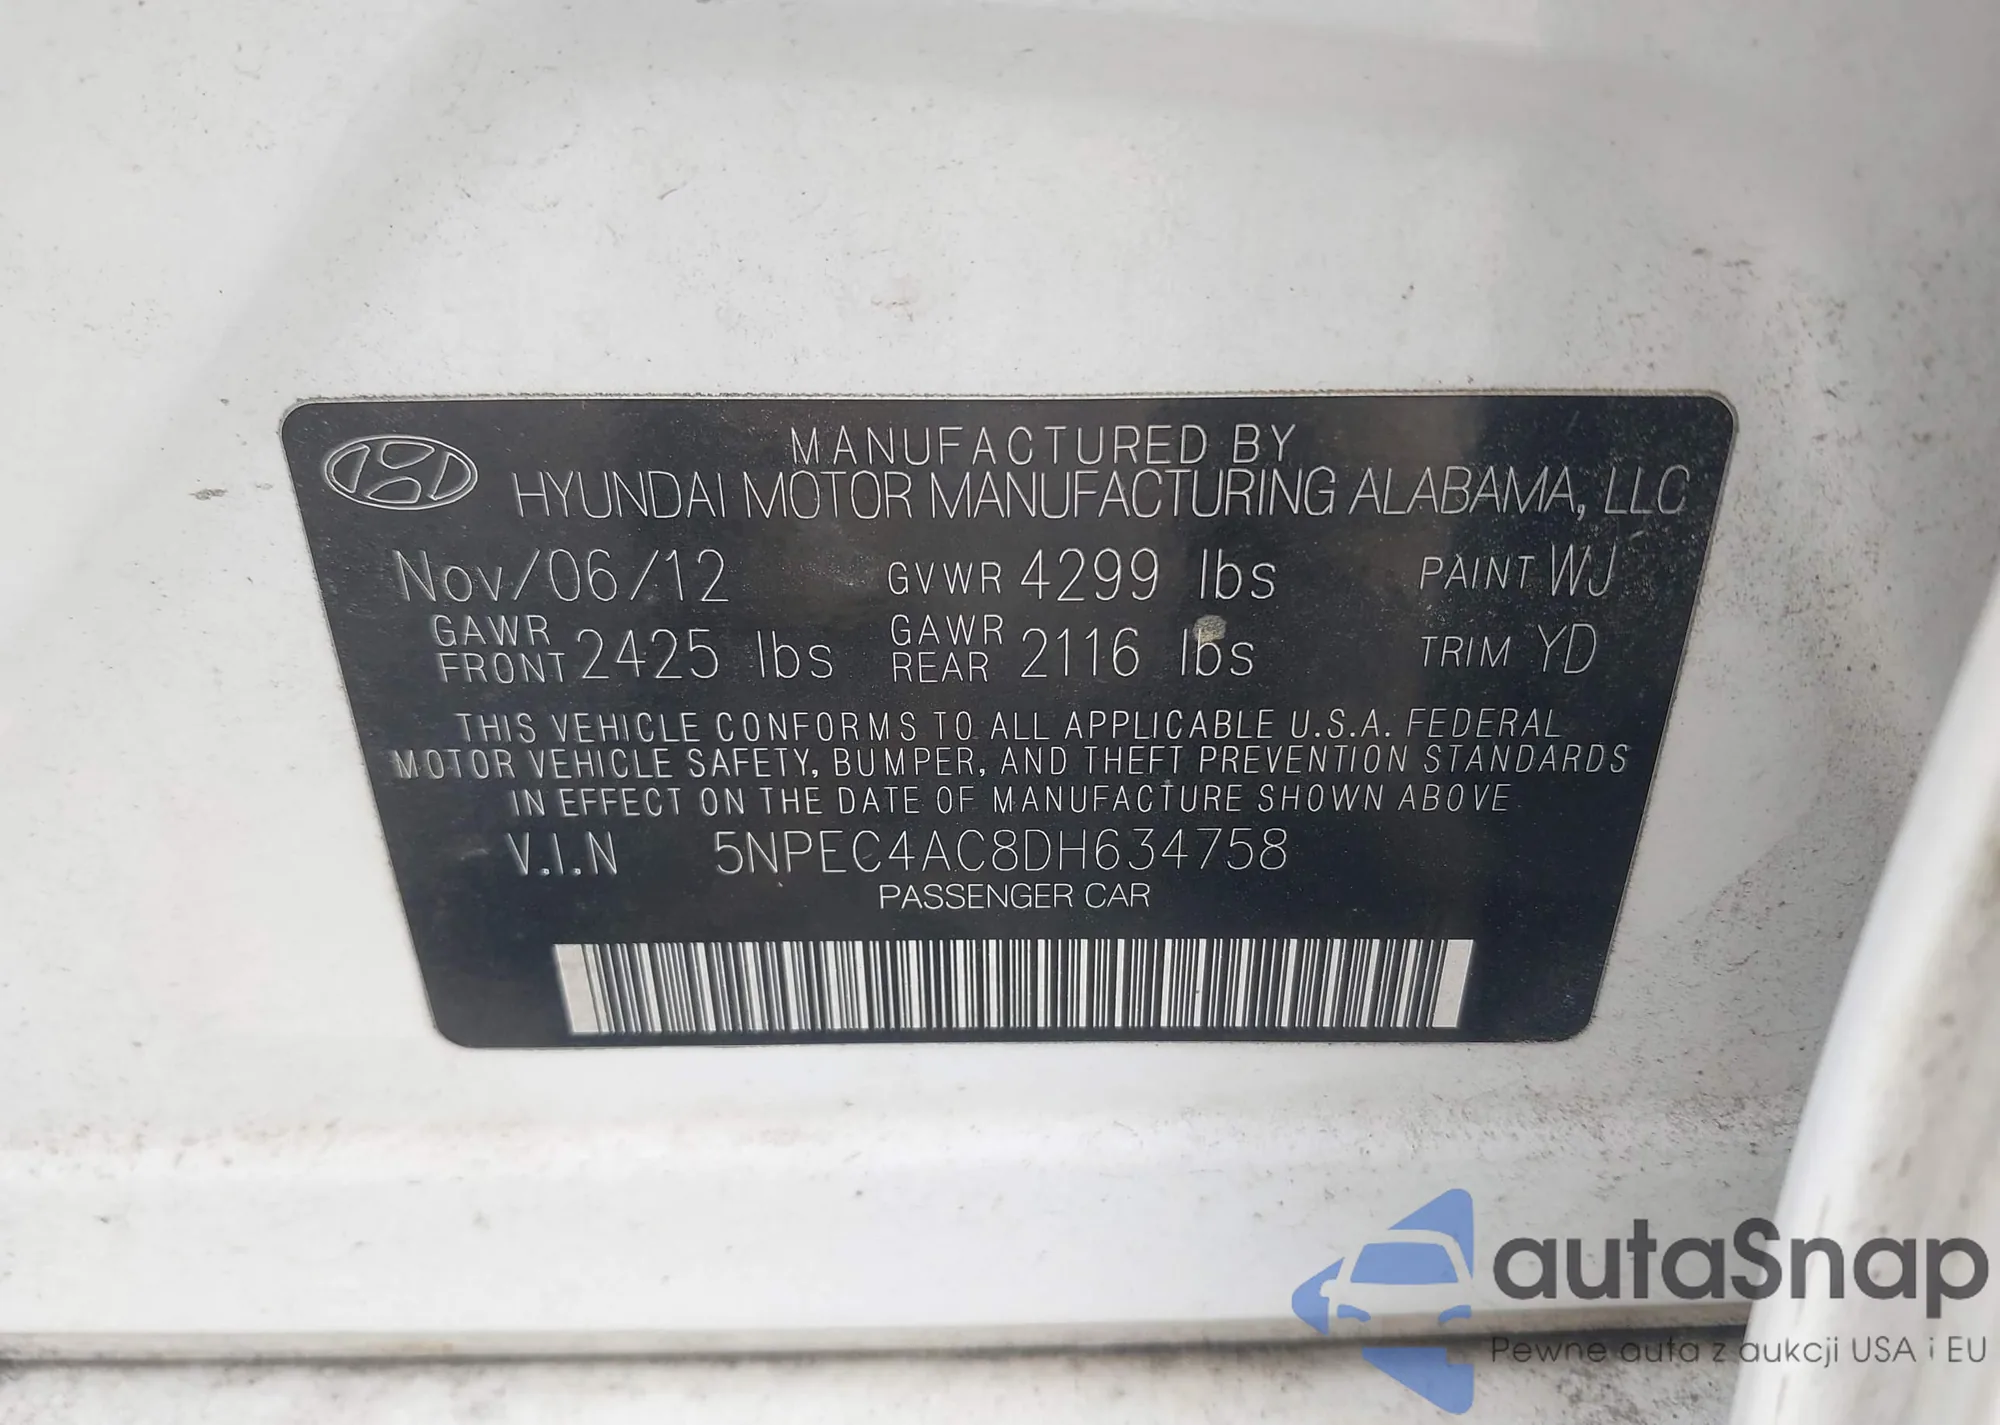 MANUFACTURED BY
HYUNDAI MOTOR MANUFACTURING ALABAMA, LLC
Nov/06/12 GVWR 4299 lbs PAINT WJ
GAWR FRONT 2425 lbs GAWR REAR 2116 lbs TRIM YD
THIS VEHICLE CONFORMS TO ALL APPLICABLE U.S.A. FEDERAL
MOTOR VEHICLE SAFETY, BUMPER, AND THEFT PREVENTION STANDARDS
IN EFFECT ON THE DATE OF MANUFACTURE SHOWN ABOVE
V.I.N 5NPEC4AC8DH634758
PASSENGER CAR
autaSnap
Pewne auta z aukcji USA i EU